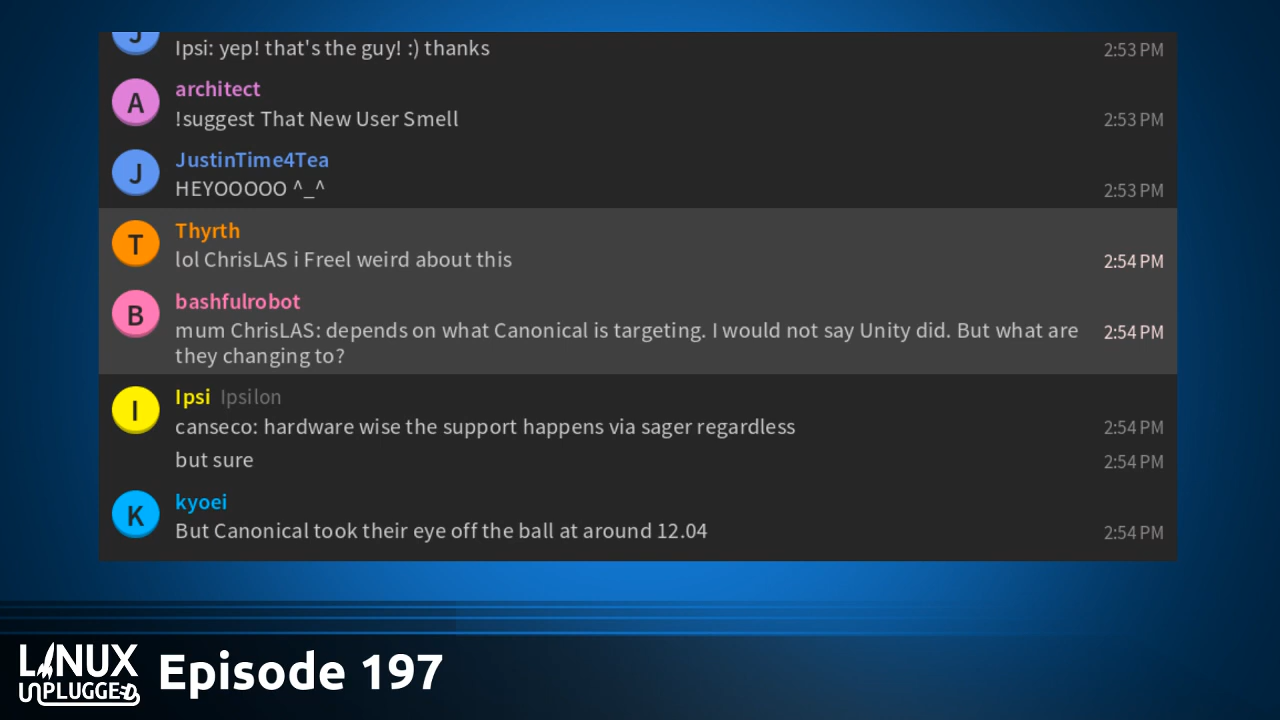 J
Ipsi: yep! that's the guy! :) thanks 2:53 PM
A architect
!suggest That New User Smell 2:53 PM
J JustinTime4Tea
HEYOOOOO ^_^ 2:53 PM
T Thyrth
lol ChrisLAS i Freel weird about this 2:54 PM
B bashfulrobot
mum ChrisLAS: depends on what Canonical is targeting. I would not say Unity did. But what are 2:54 PM
they changing to?
I Ipsi Ipsilon
canseco: hardware wise the support happens via sager regardless 2:54 PM
but sure 2:54 PM
K kyoei
But Canonical took their eye off the ball at around 12.04 2:54 PM
LINUX
UNPLUGGED
Episode 197